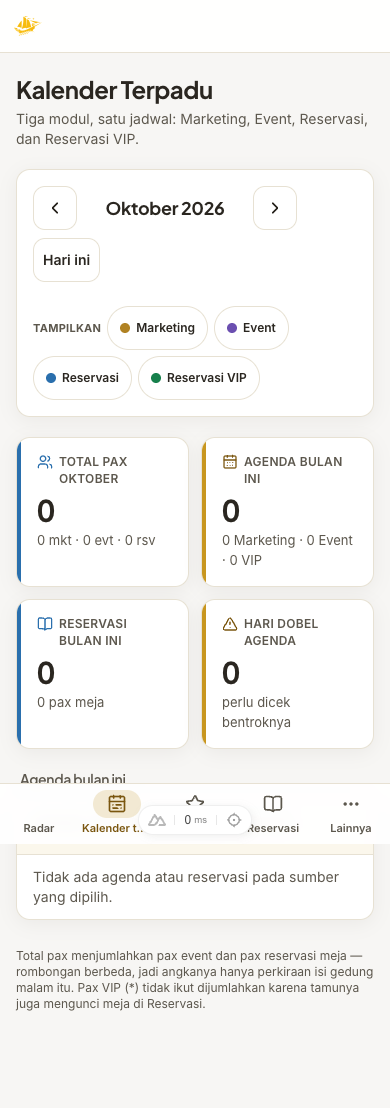 Kalender Terpadu
Tiga modul, satu jadwal: Marketing, Event, Reservasi,
dan Reservasi VIP.
Oktober 2026
Hari ini
TAMPILKAN
Marketing
Event
Reservasi
Reservasi VIP
TOTAL PAX
OKTOBER
0
0 mkt · 0 evt · 0 rsv
AGENDA BULAN
INI
0
0 Marketing · 0 Event
· 0 VIP
RESERVASI
BULAN INI
0
0 pax meja
HARI DOBEL
AGENDA
0
perlu dicek
bentroknya
Agenda bulan ini
Radar
Kalender t...
0 ms
Reservasi
Lainnya
Tidak ada agenda atau reservasi pada sumber
yang dipilih.
Total pax menjumlahkan pax event dan pax reservasi meja —
rombongan berbeda, jadi angkanya hanya perkiraan isi gedung
malam itu. Pax VIP (*) tidak ikut dijumlahkan karena tamunya
juga mengunci meja di Reservasi.